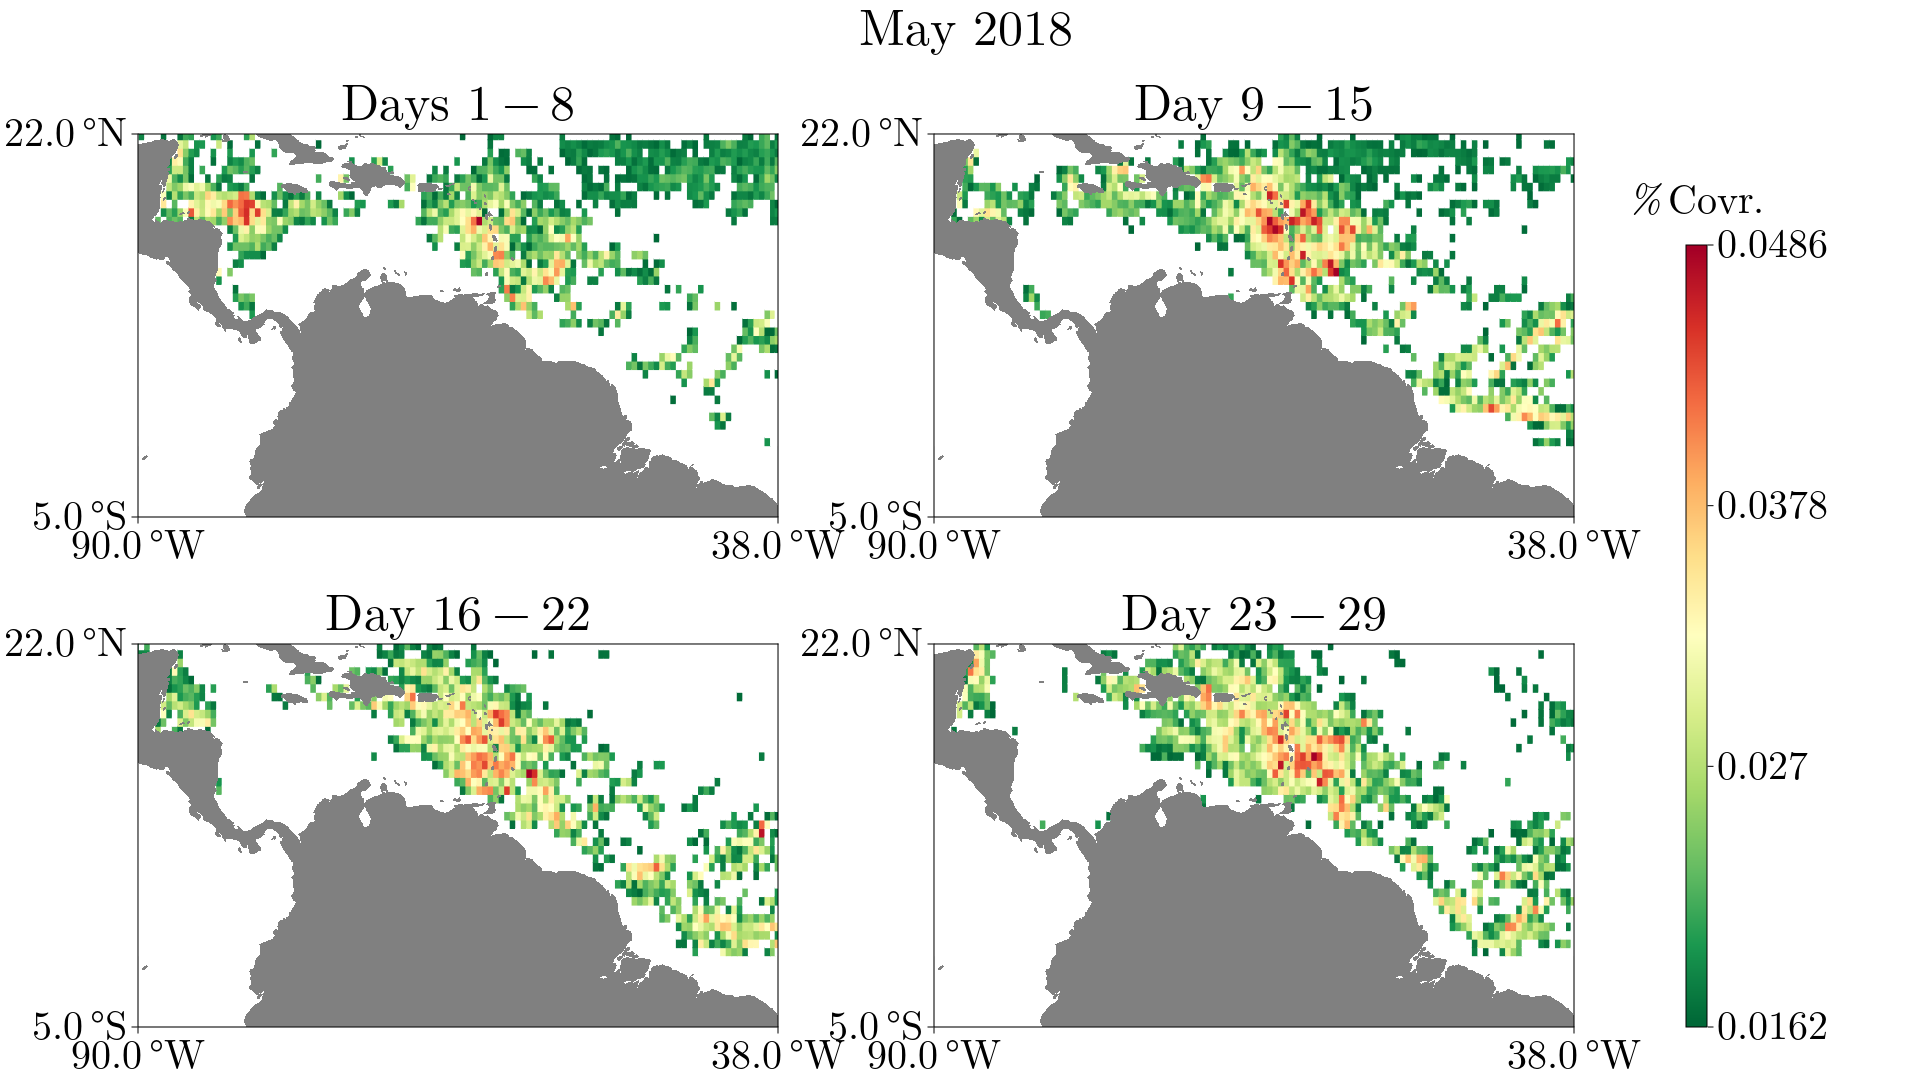 May 2018
Days 1 – 8
22.0 °N
5.0 °S
90.0 °W
38.0 °W
Day 9 – 15
22.0 °N
5.0 °S
90.0 °W
38.0 °W
Day 16 – 22
22.0 °N
5.0 °S
90.0 °W
38.0 °W
Day 23 – 29
22.0 °N
5.0 °S
90.0 °W
38.0 °W
% Covr.
0.0486
0.0378
0.027
0.0162